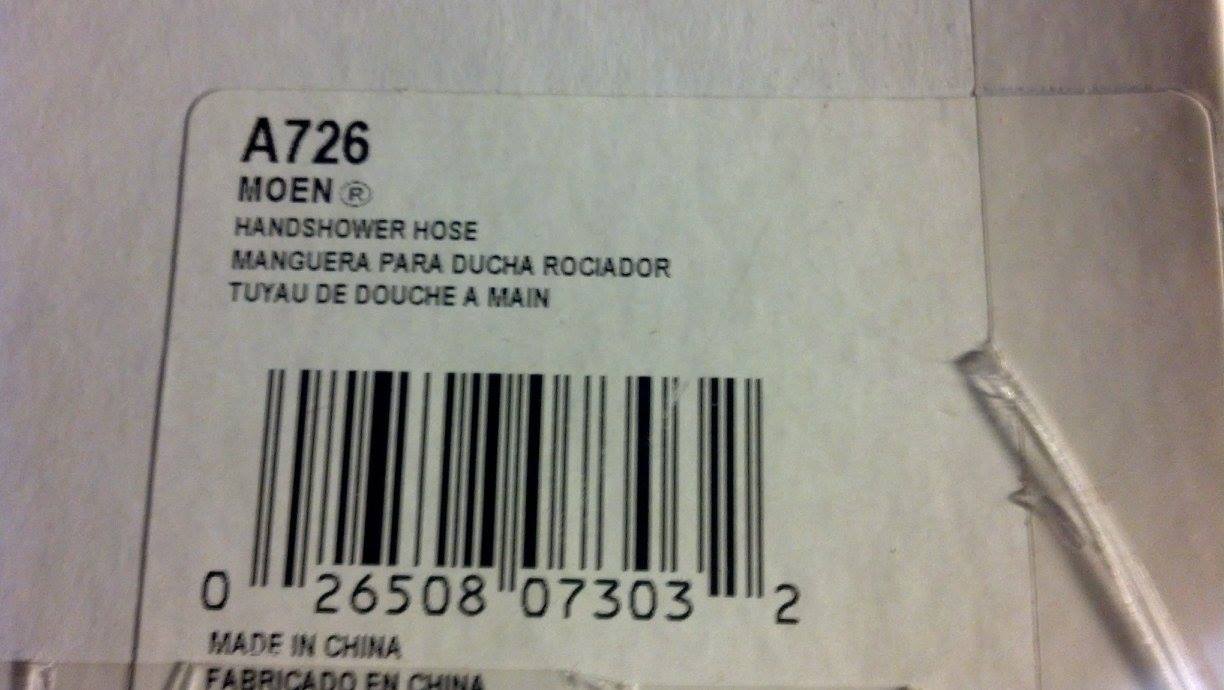 A726
MOEN ®
HANDSHOWER HOSE
MANGUERA PARA DUCHA ROCIADOR
TUYAU DE DOUCHE A MAIN
0 26508 07303 2
MADE IN CHINA
FABRICADO EN CHINA